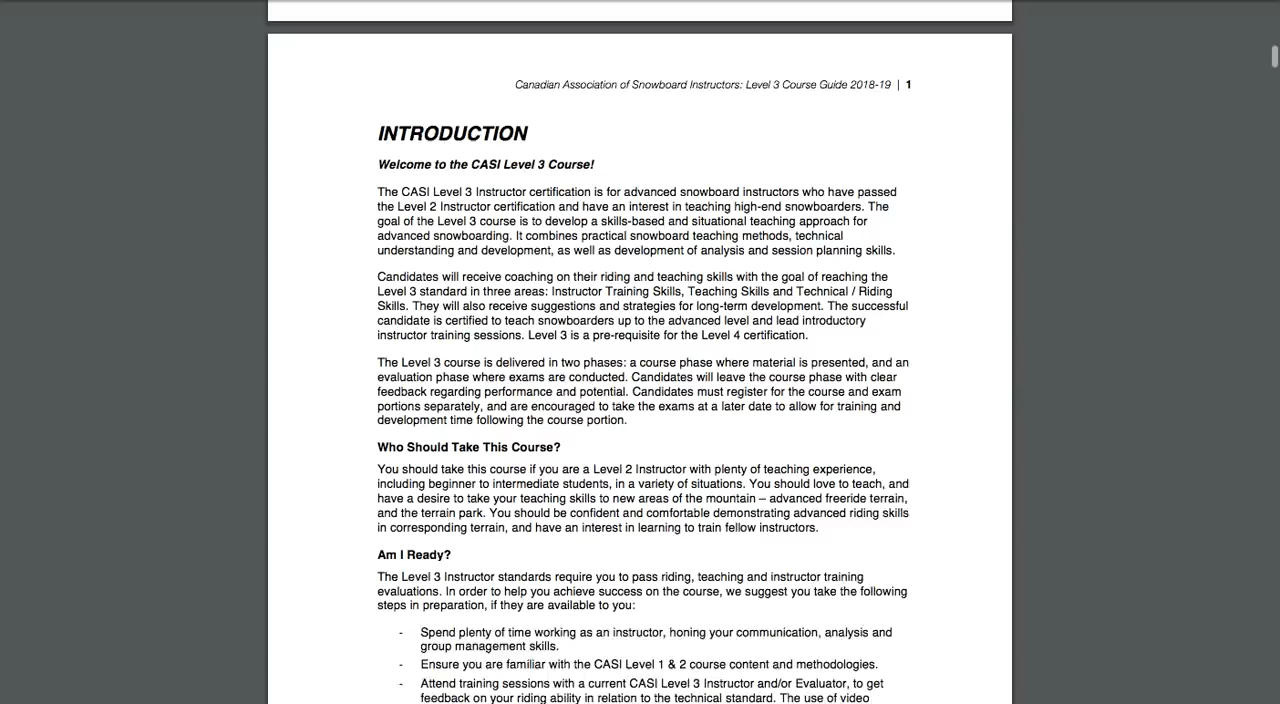 Canadian Association of Snowboard Instructors: Level 3 Course Guide 2018-19 | 1
INTRODUCTION
Welcome to the CASI Level 3 Course!
The CASI Level 3 Instructor certification is for advanced snowboard instructors who have passed
the Level 2 Instructor certification and have an interest in teaching high-end snowboarders. The
goal of the Level 3 course is to develop a skills-based and situational teaching approach for
advanced snowboarding. It combines practical snowboard teaching methods, technical
understanding and development, as well as development of analysis and session planning skills.
Candidates will receive coaching on their riding and teaching skills with the goal of reaching the
Level 3 standard in three areas: Instructor Training Skills, Teaching Skills and Technical / Riding
Skills. They will also receive suggestions and strategies for long-term development. The successful
candidate is certified to teach snowboarders up to the advanced level and lead introductory
instructor training sessions. Level 3 is a pre-requisite for the Level 4 certification.
The Level 3 course is delivered in two phases: a course phase where material is presented, and an
evaluation phase where exams are conducted. Candidates will leave the course phase with clear
feedback regarding performance and potential. Candidates must register for the course and exam
portions separately, and are encouraged to take the exams at a later date to allow for training and
development time following the course portion.
Who Should Take This Course?
You should take this course if you are a Level 2 Instructor with plenty of teaching experience,
including beginner to intermediate students, in a variety of situations. You should love to teach, and
have a desire to take your teaching skills to new areas of the mountain – advanced freeride terrain,
and the terrain park. You should be confident and comfortable demonstrating advanced riding skills
in corresponding terrain, and have an interest in learning to train fellow instructors.
Am I Ready?
The Level 3 Instructor standards require you to pass riding, teaching and instructor training
evaluations. In order to help you achieve success on the course, we suggest you take the following
steps in preparation, if they are available to you:
- Spend plenty of time working as an instructor, honing your communication, analysis and
group management skills.
- Ensure you are familiar with the CASI Level 1 & 2 course content and methodologies.
- Attend training sessions with a current CASI Level 3 Instructor and/or Evaluator, to get
feedback on your riding ability in relation to the technical standard. The use of video